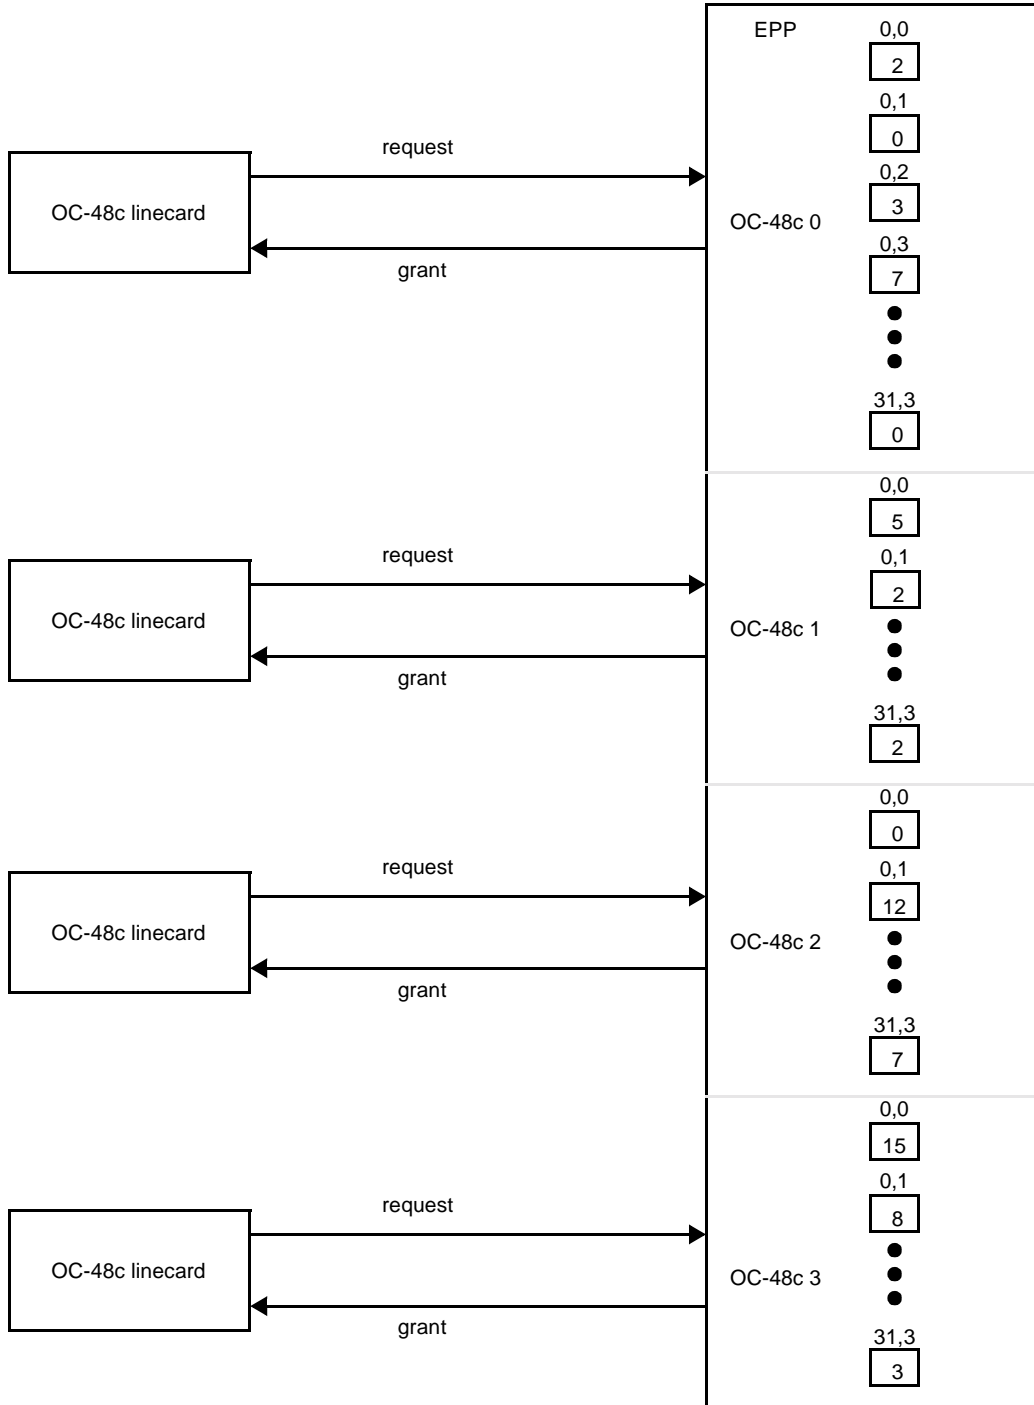 EPP
0,0
2
0,1
0
request
0,2
3
OC-48c linecard
OC-48c 0
0,3
7
grant
31,3
0
0,0
5
request
0,1
2
OC-48c linecard
OC-48c 1
grant
31,3
2
0,0
0
request
0,1
12
OC-48c linecard
OC-48c 2
grant
31,3
7
0,0
15
request
0,1
8
OC-48c linecard
OC-48c 3
grant
31,3
3